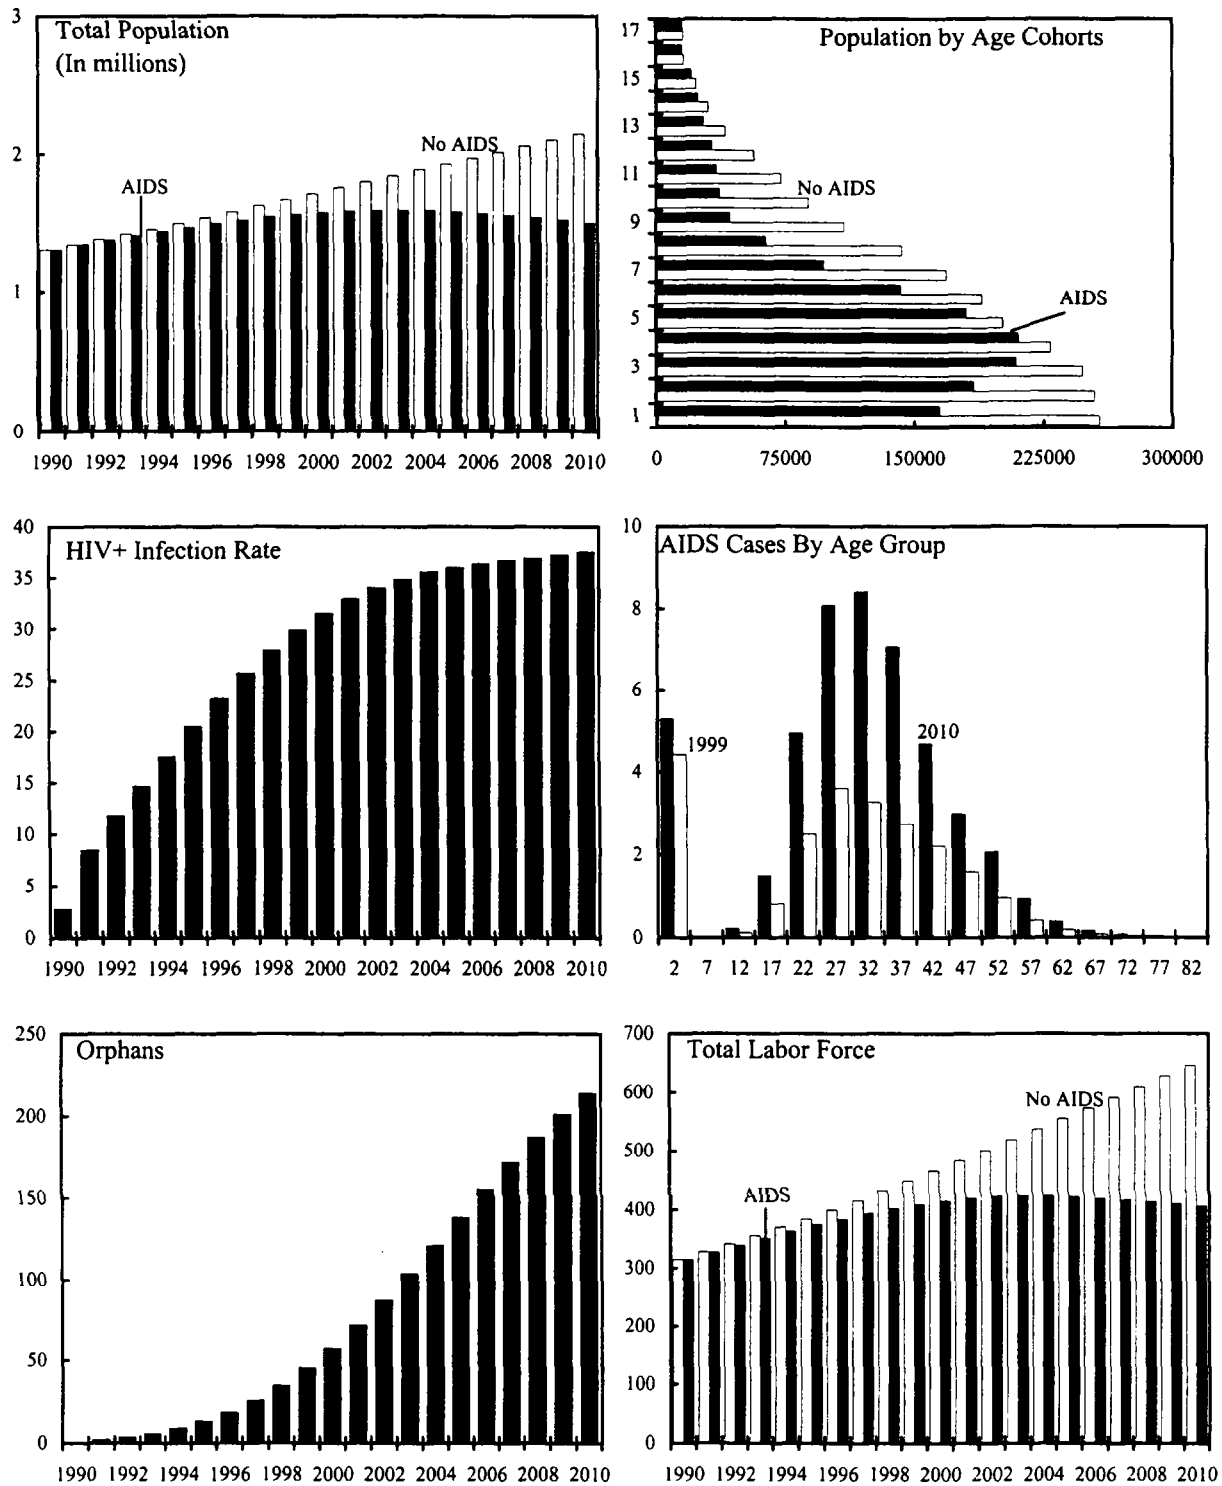 Total Population
(In millions)
3
2
1
0
AIDS
No AIDS
1990 1992 1994 1996 1998 2000 2002 2004 2006 2008 2010
Population by Age Cohorts
17
15
13
11
9
7
5
3
1
No AIDS
AIDS
0 75000 150000 225000 300000
HIV+ Infection Rate
40
35
30
25
20
15
10
5
0
1990 1992 1994 1996 1998 2000 2002 2004 2006 2008 2010
AIDS Cases By Age Group
10
8
6
4
2
0
1999
2010
2 7 12 17 22 27 32 37 42 47 52 57 62 67 72 77 82
Orphans
250
200
150
100
50
0
1990 1992 1994 1996 1998 2000 2002 2004 2006 2008 2010
Total Labor Force
700
600
500
400
300
200
100
0
AIDS
No AIDS
1990 1992 1994 1996 1998 2000 2002 2004 2006 2008 2010